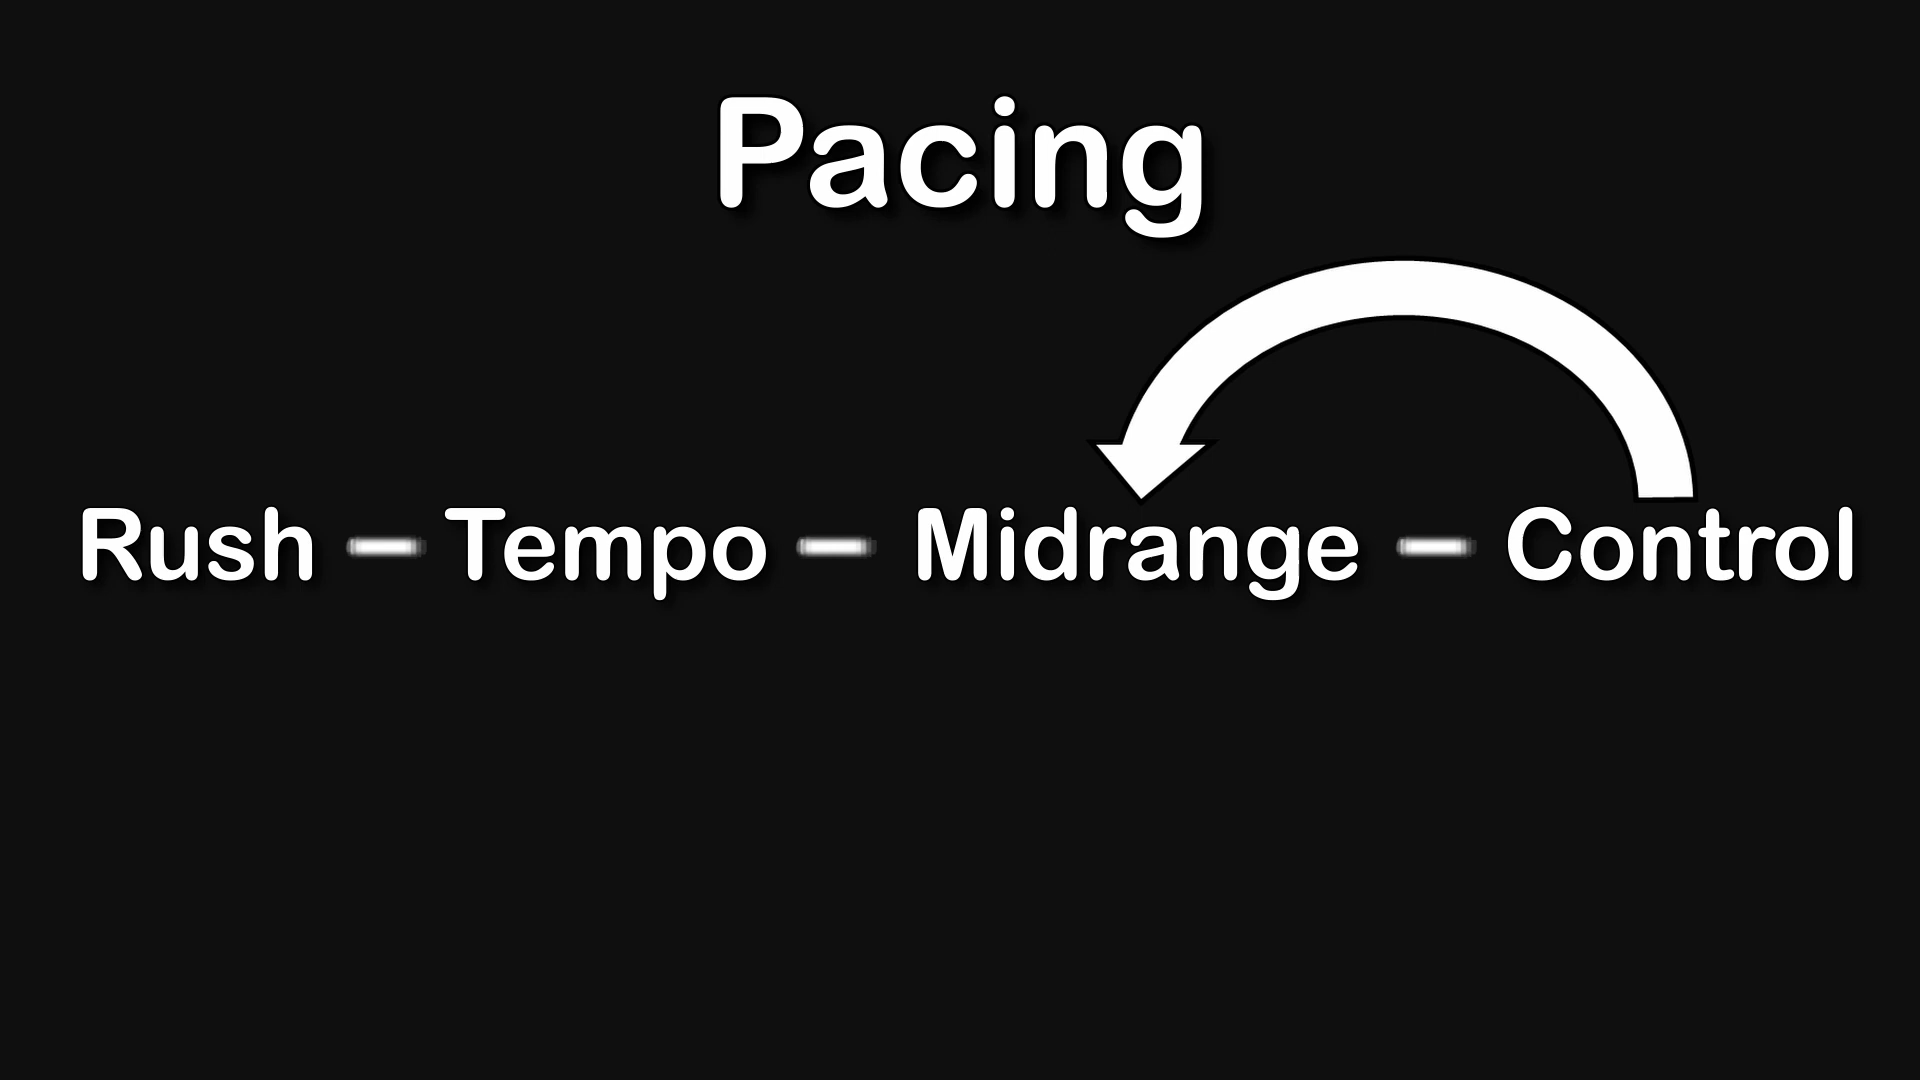 Pacing
Rush – Tempo – Midrange – Control